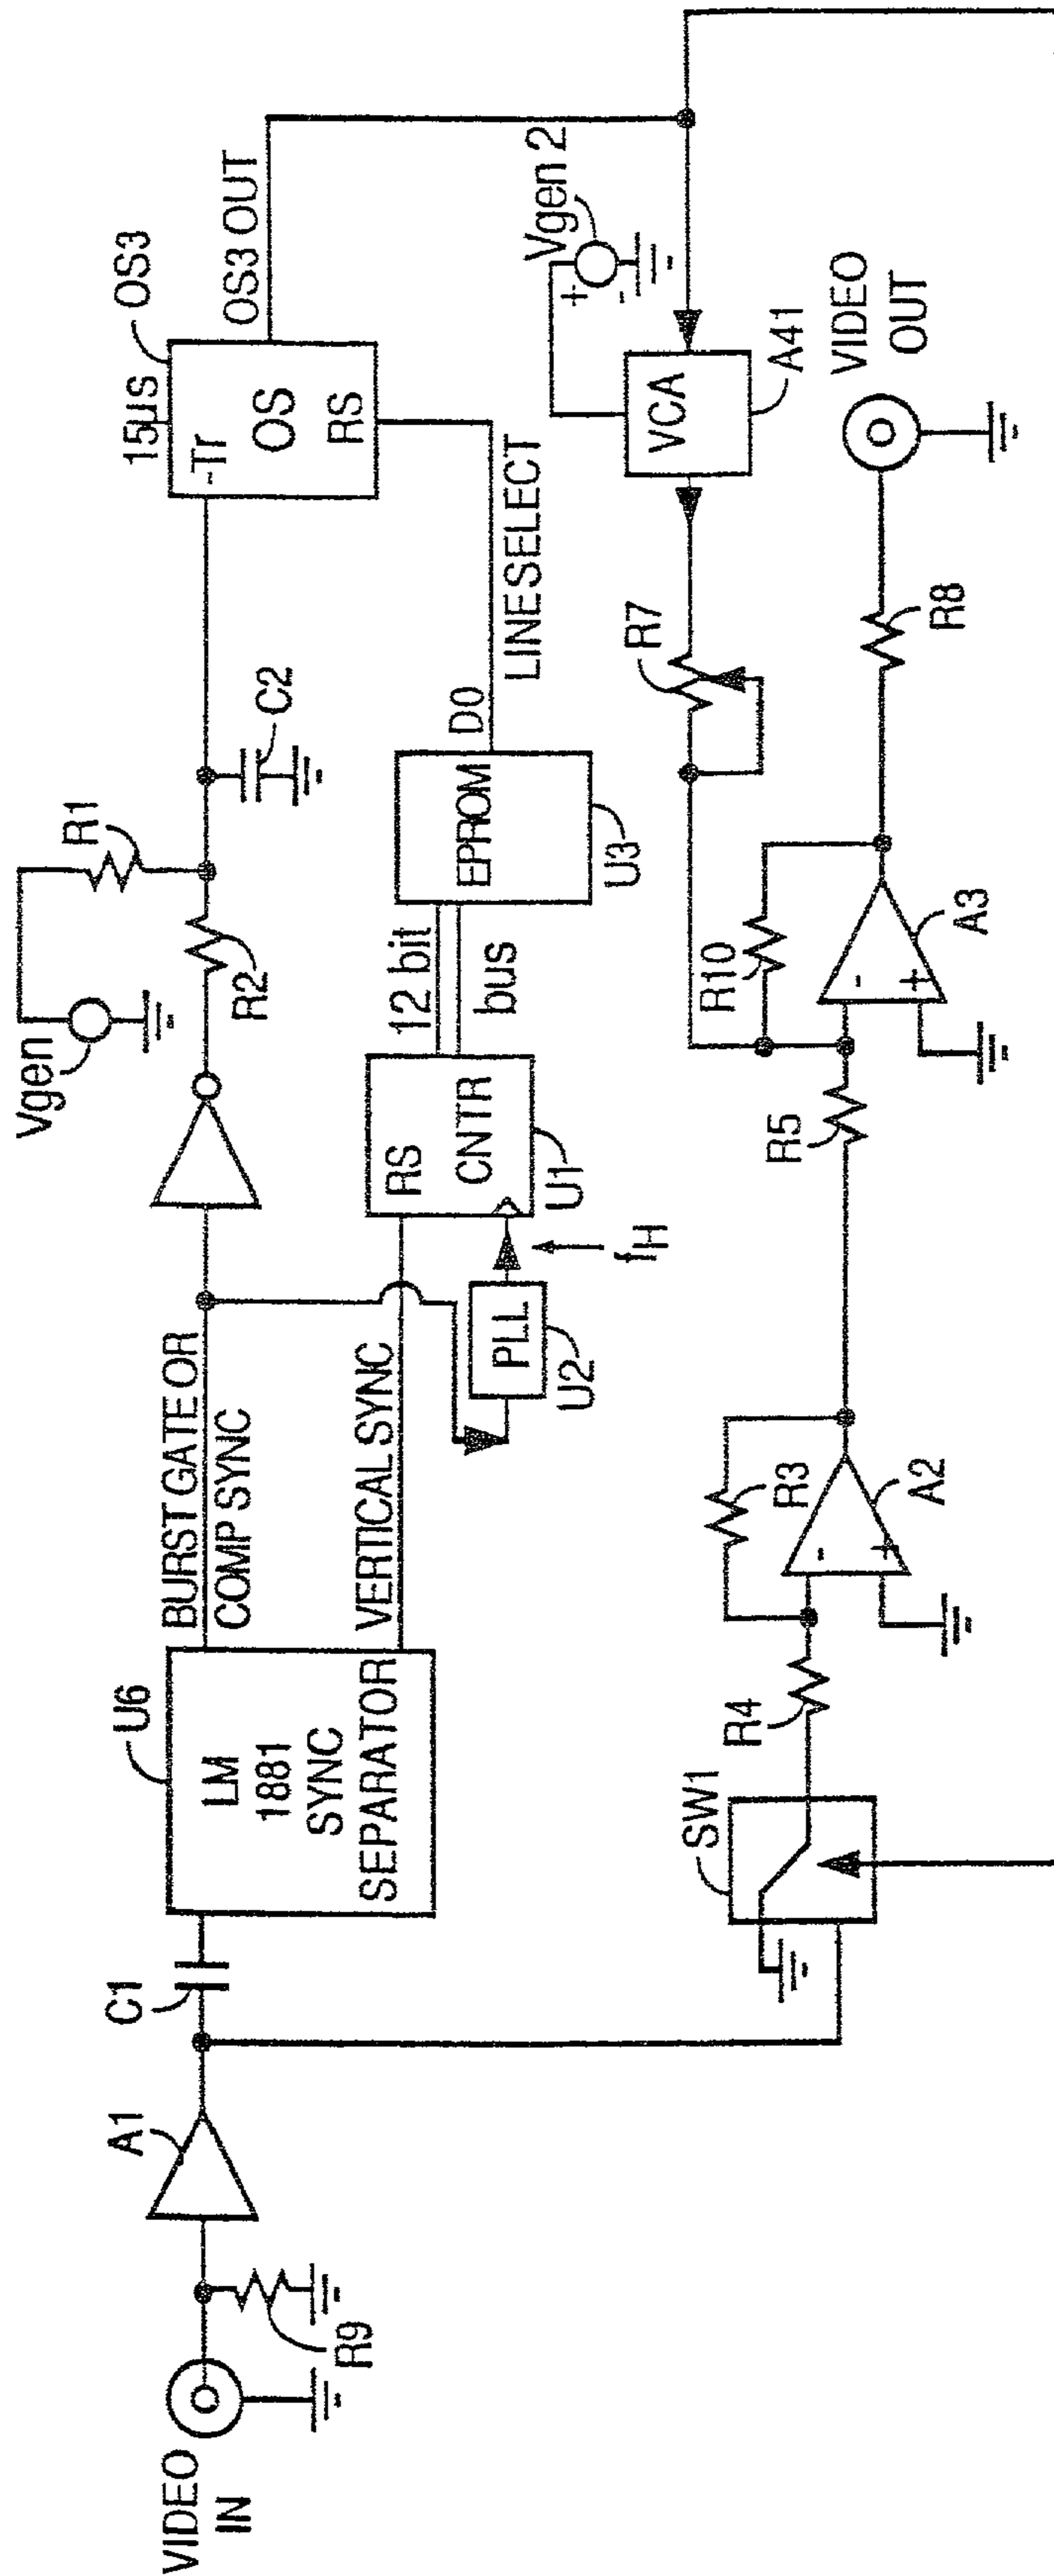 VIDEO
IN
R9
A1
C1
U6
LM
1881
SYNC
SEPARATOR
BURST GATE OR
COMP SYNC
VERTICAL SYNC
PLL
U2
fH
RS
CNTR
U1
Vgen
R1
R2
C2
12 bit
bus
EPROM
D0
U3
LINESELECT
15µs
OS3
-Tr
OS
RS
OS3 OUT
Vgen 2
+
-
VCA
A41
R7
SW1
R4
R3
-
+
A2
R5
R10
-
+
A3
R8
VIDEO
OUT